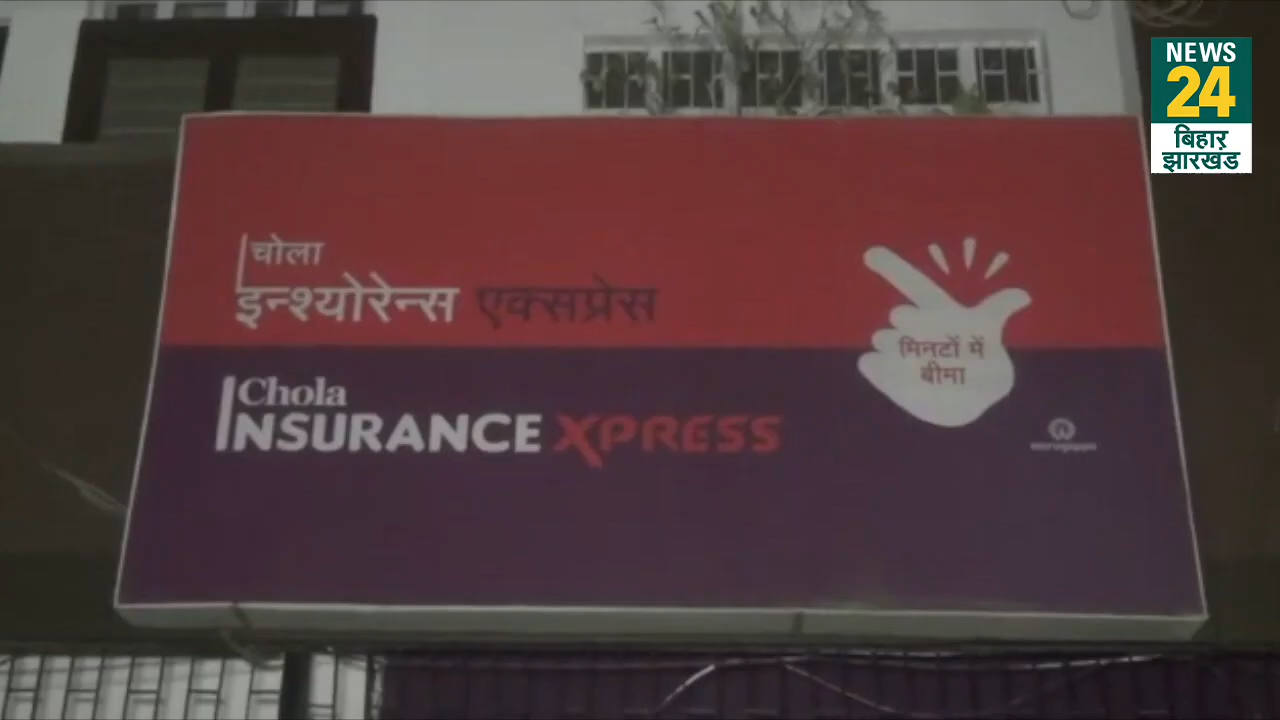 NEWS
24
बिहार
झारखंड
चोला
इन्श्योरेन्स एक्सप्रेस
मिनटों में
बीमा
Chola
INSURANCE XPRESS